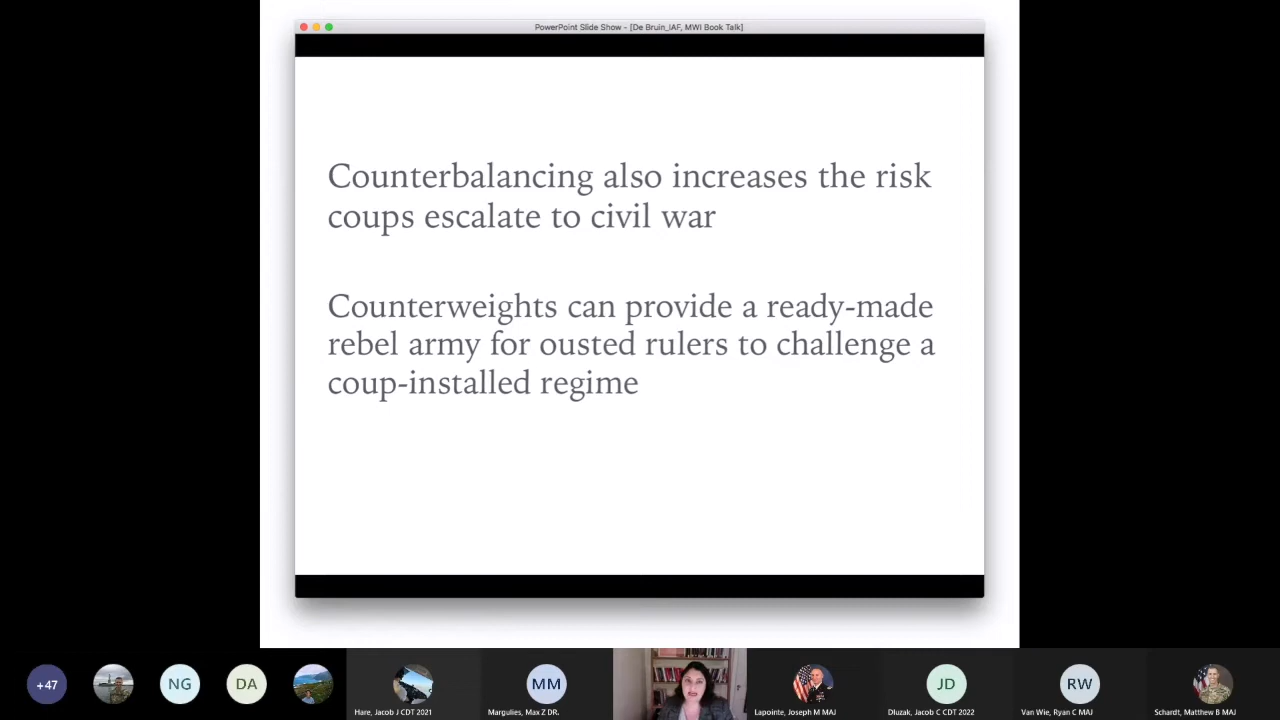 PowerPoint Slide Show - [De Bruin_IAF, MWI Book Talk]
Counterbalancing also increases the risk
coups escalate to civil war
Counterweights can provide a ready-made
rebel army for ousted rulers to challenge a
coup-installed regime
+47
NG
DA
MM
JD
RW
Hare, Jacob J CDT 2021
Margulies, Max Z DR.
Lapointe, Joseph M MAJ
Dluzak, Jacob C CDT 2022
Van Wie, Ryan C MAJ
Schardt, Matthew B MAJ